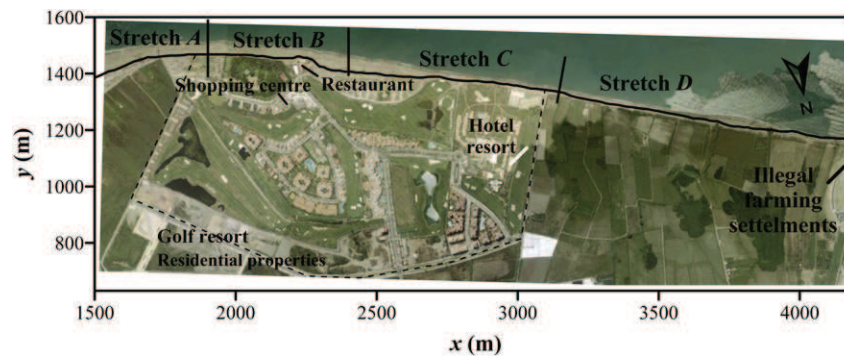 1600
1400
1200
1000
800
y (m)
Stretch A
Stretch B
Stretch C
Stretch D
Shopping centre
Restaurant
Hotel
resort
N
Illegal
farming
settelments
Golf resort
Residential properties
1500
2000
2500
3000
3500
4000
x (m)